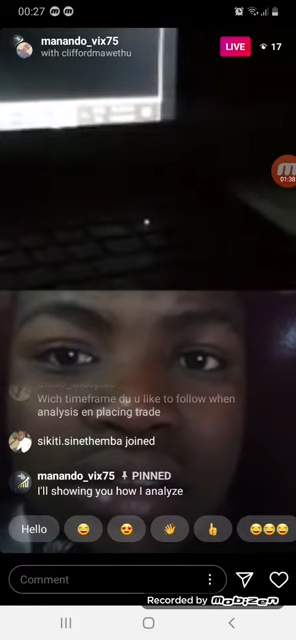 00:27
manando_vix75
with cliffordmawethu
LIVE
17
01:38
Wich timeframe du u like to follow when
analysis en placing trade
sikiti.sinethemba joined
manando_vix75 PINNED
I'll showing you how I analyze
Hello
Comment
Recorded by Mobizen